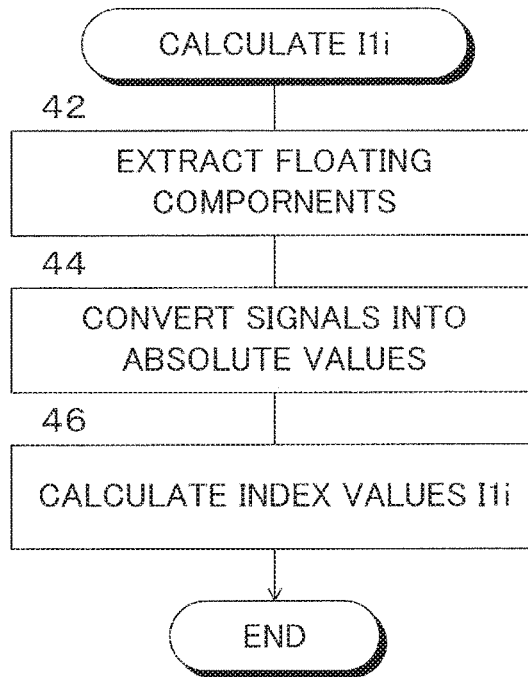 CALCULATE I1i
42
EXTRACT FLOATING
COMPORNENTS
44
CONVERT SIGNALS INTO
ABSOLUTE VALUES
46
CALCULATE INDEX VALUES I1i
END